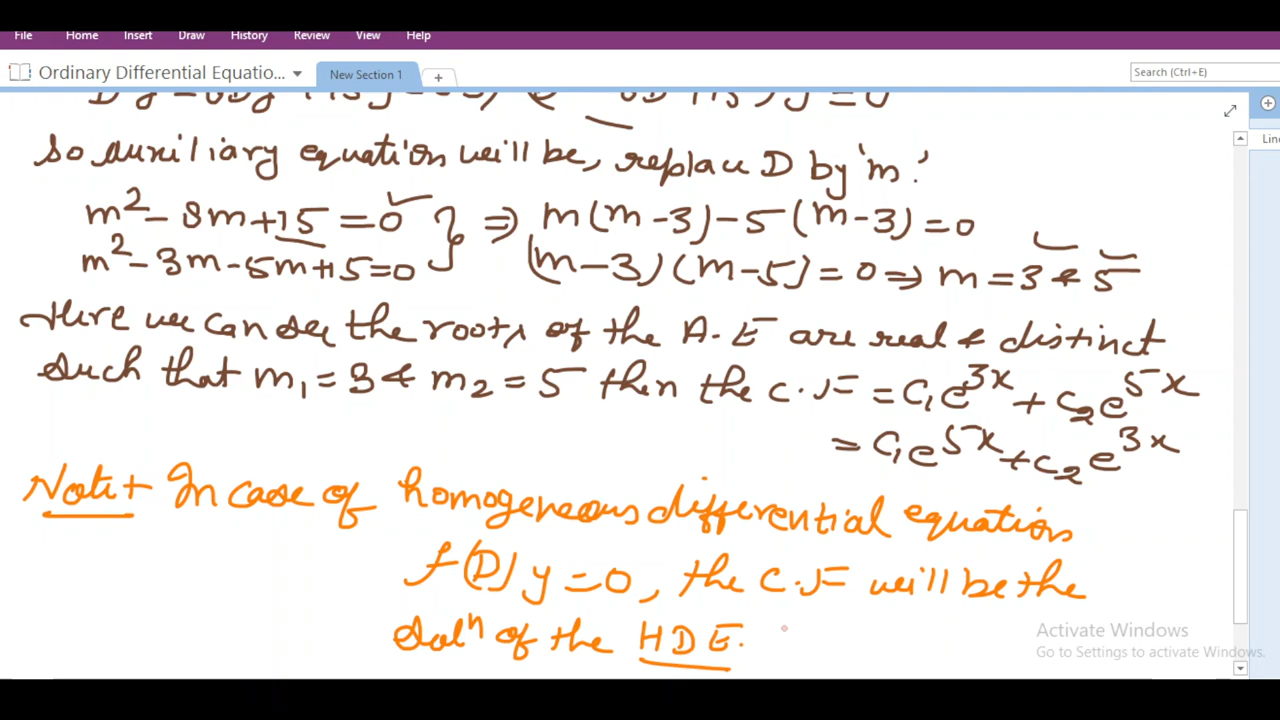 File Home Insert Draw History Review View Help
Ordinary Differential Equatio... New Section 1 + Search (Ctrl+E)
So auxiliary equation will be, replace D by 'm'
m² - 8m + 15 = 0 } ⇒ m(m-3) - 5(m-3) = 0
m² - 3m - 5m + 15 = 0 (m-3)(m-5) = 0 ⇒ m = 3 & 5
Here we can see the roots of the A.E are real & distinct
such that m₁ = 3 & m₂ = 5 then the C.F = c₁e^3x + c₂e^5x
= c₁e^5x + c₂e^3x
Note+ In case of homogeneous differential equation
f(D)y = 0, the C.F will be the
Solⁿ of the HDE.
Activate Windows
Go to Settings to activate Windows.